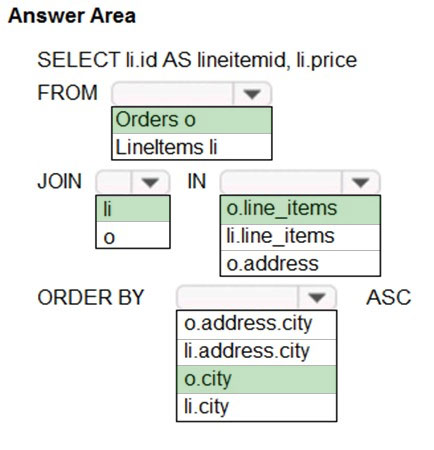 Answer Area
SELECT li.id AS lineitemid, li.price
FROM
Orders o
LineItems li
JOIN IN
li
o
o.line_items
li.line_items
o.address
ORDER BY ASC
o.address.city
li.address.city
o.city
li.city